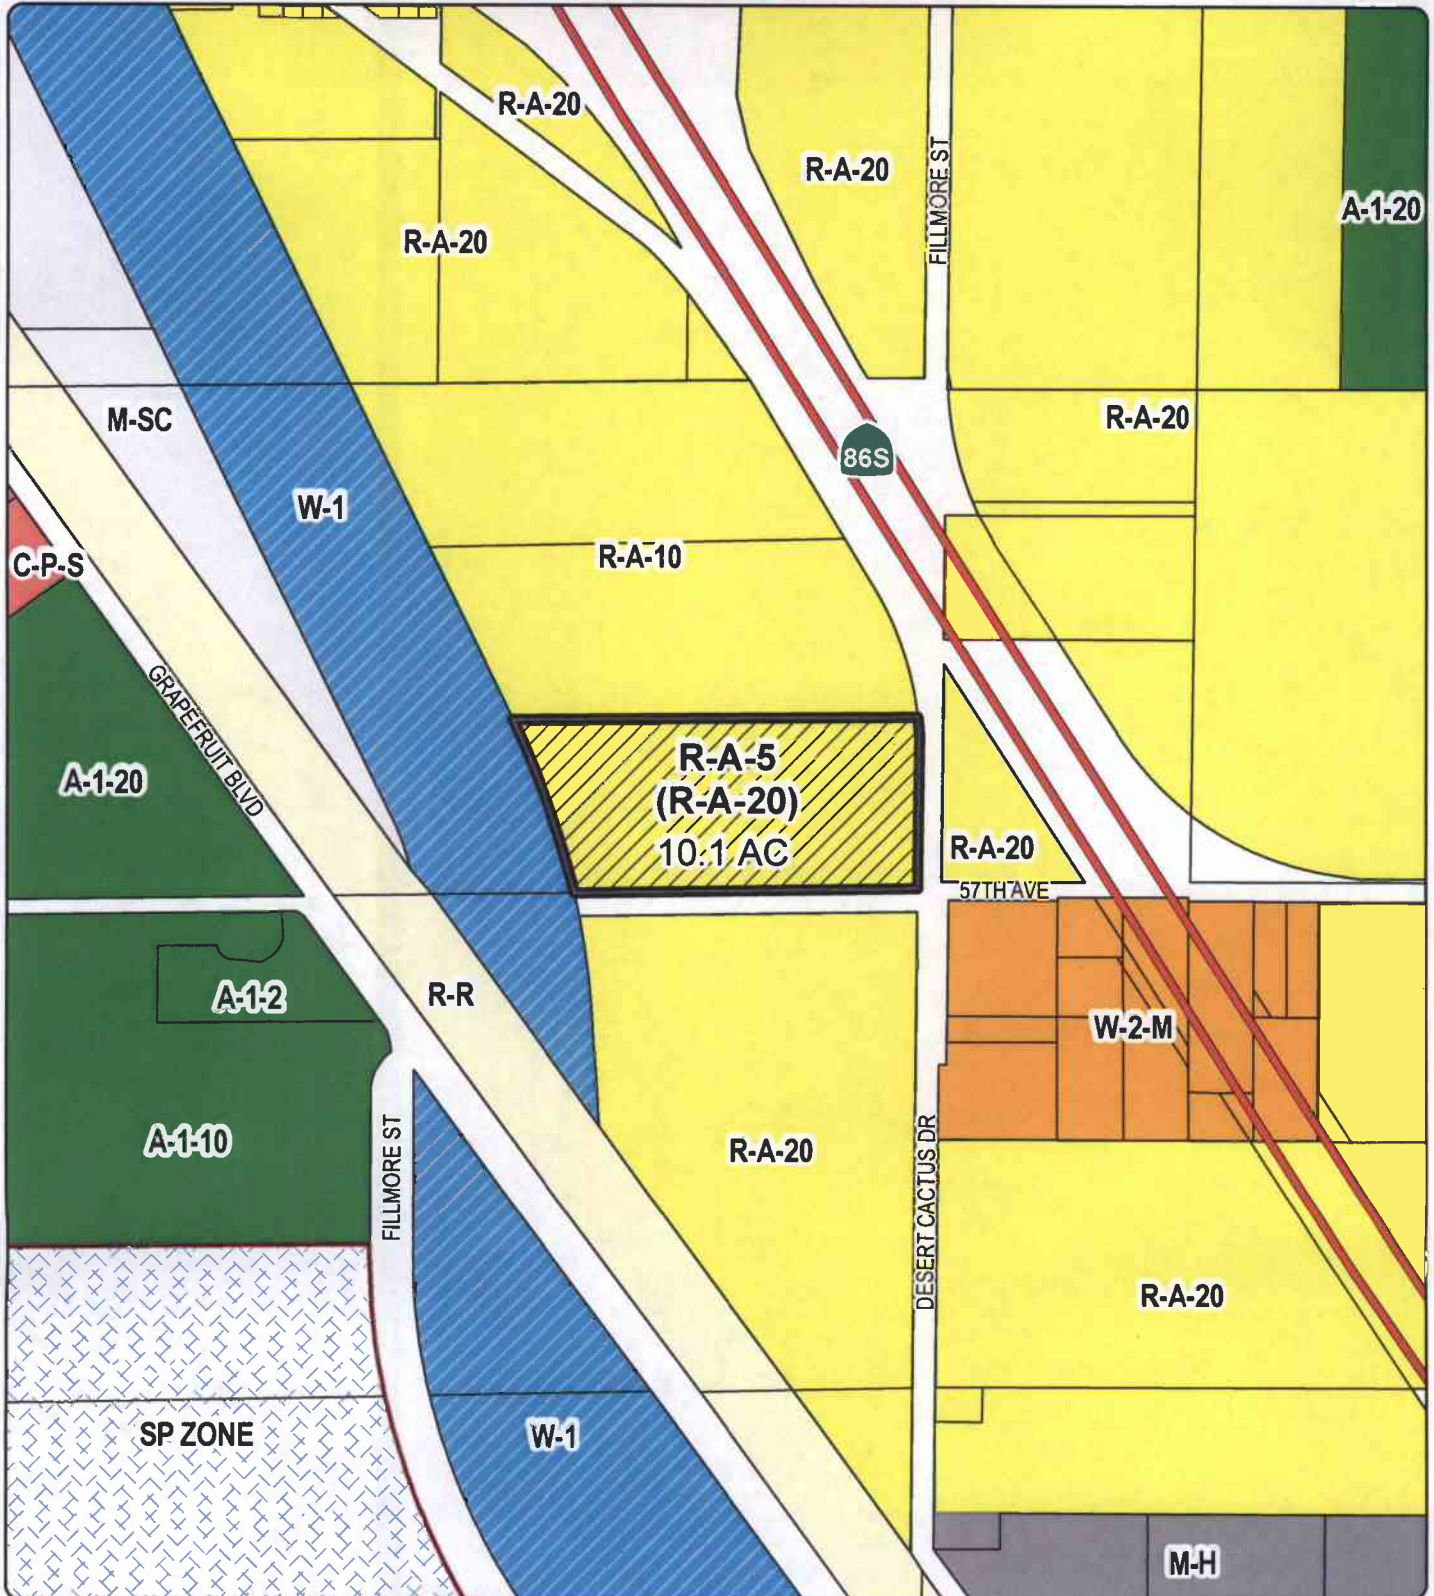 R-A-20
R-A-20
FILLMORE ST
A-1-20
R-A-20
M-SC
R-A-20
86S
W-1
R-A-10
C-P-S
GRAPEFRUIT BLVD
A-1-20
R-A-5
(R-A-20)
10.1 AC
R-A-20
57TH AVE
A-1-2
R-R
W-2-M
A-1-10
FILLMORE ST
R-A-20
DESERT CACTUS DR
R-A-20
SP ZONE
W-1
M-H